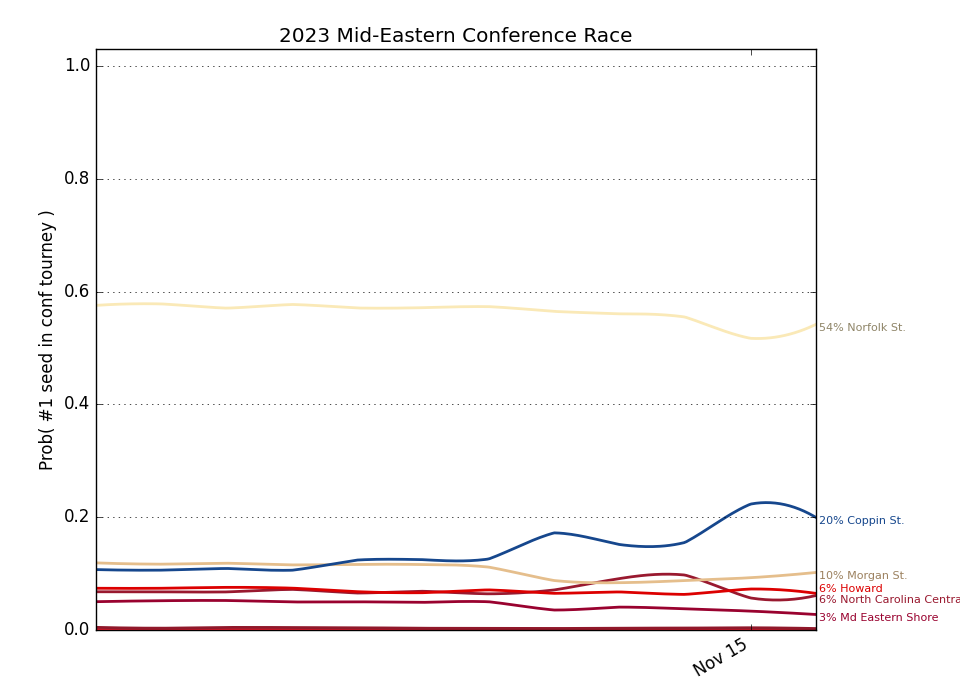 2023 Mid-Eastern Conference Race
Prob( #1 seed in conf tourney )
1.0
0.8
0.6
0.4
0.2
0.0
54% Norfolk St.
20% Coppin St.
10% Morgan St.
6% Howard
6% North Carolina Centra
3% Md Eastern Shore
Nov 15